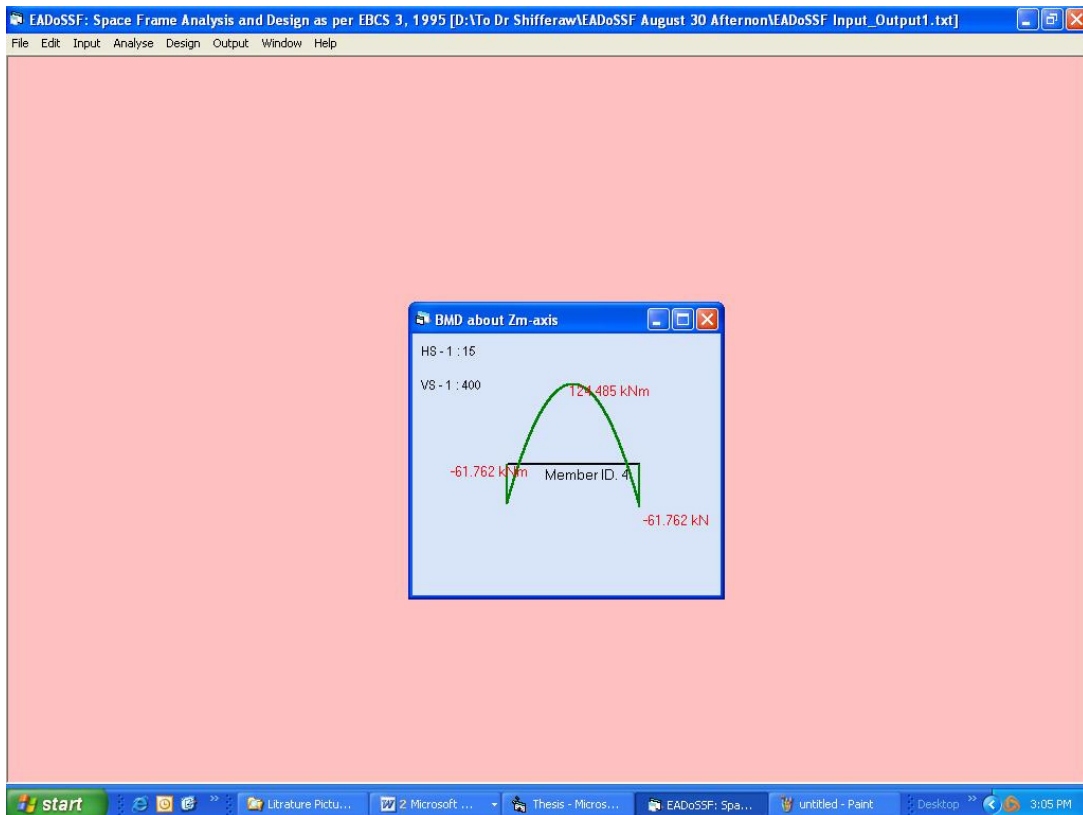 EADoSSF: Space Frame Analysis and Design as per EBCS 3, 1995 [D:\To Dr Shifferaw\EADoSSF August 30 Afternon\EADoSSF Input_Output1.txt]
File Edit Input Analyse Design Output Window Help
BMD about Zm-axis
HS - 1 : 15
VS - 1 : 400
124.485 kNm
-61.762 kNm
Member ID. 4
-61.762 kN
start
Litrature Pictu...
2 Microsoft ...
Thesis - Micros...
EADoSSF: Spa...
untitled - Paint
Desktop
3:05 PM